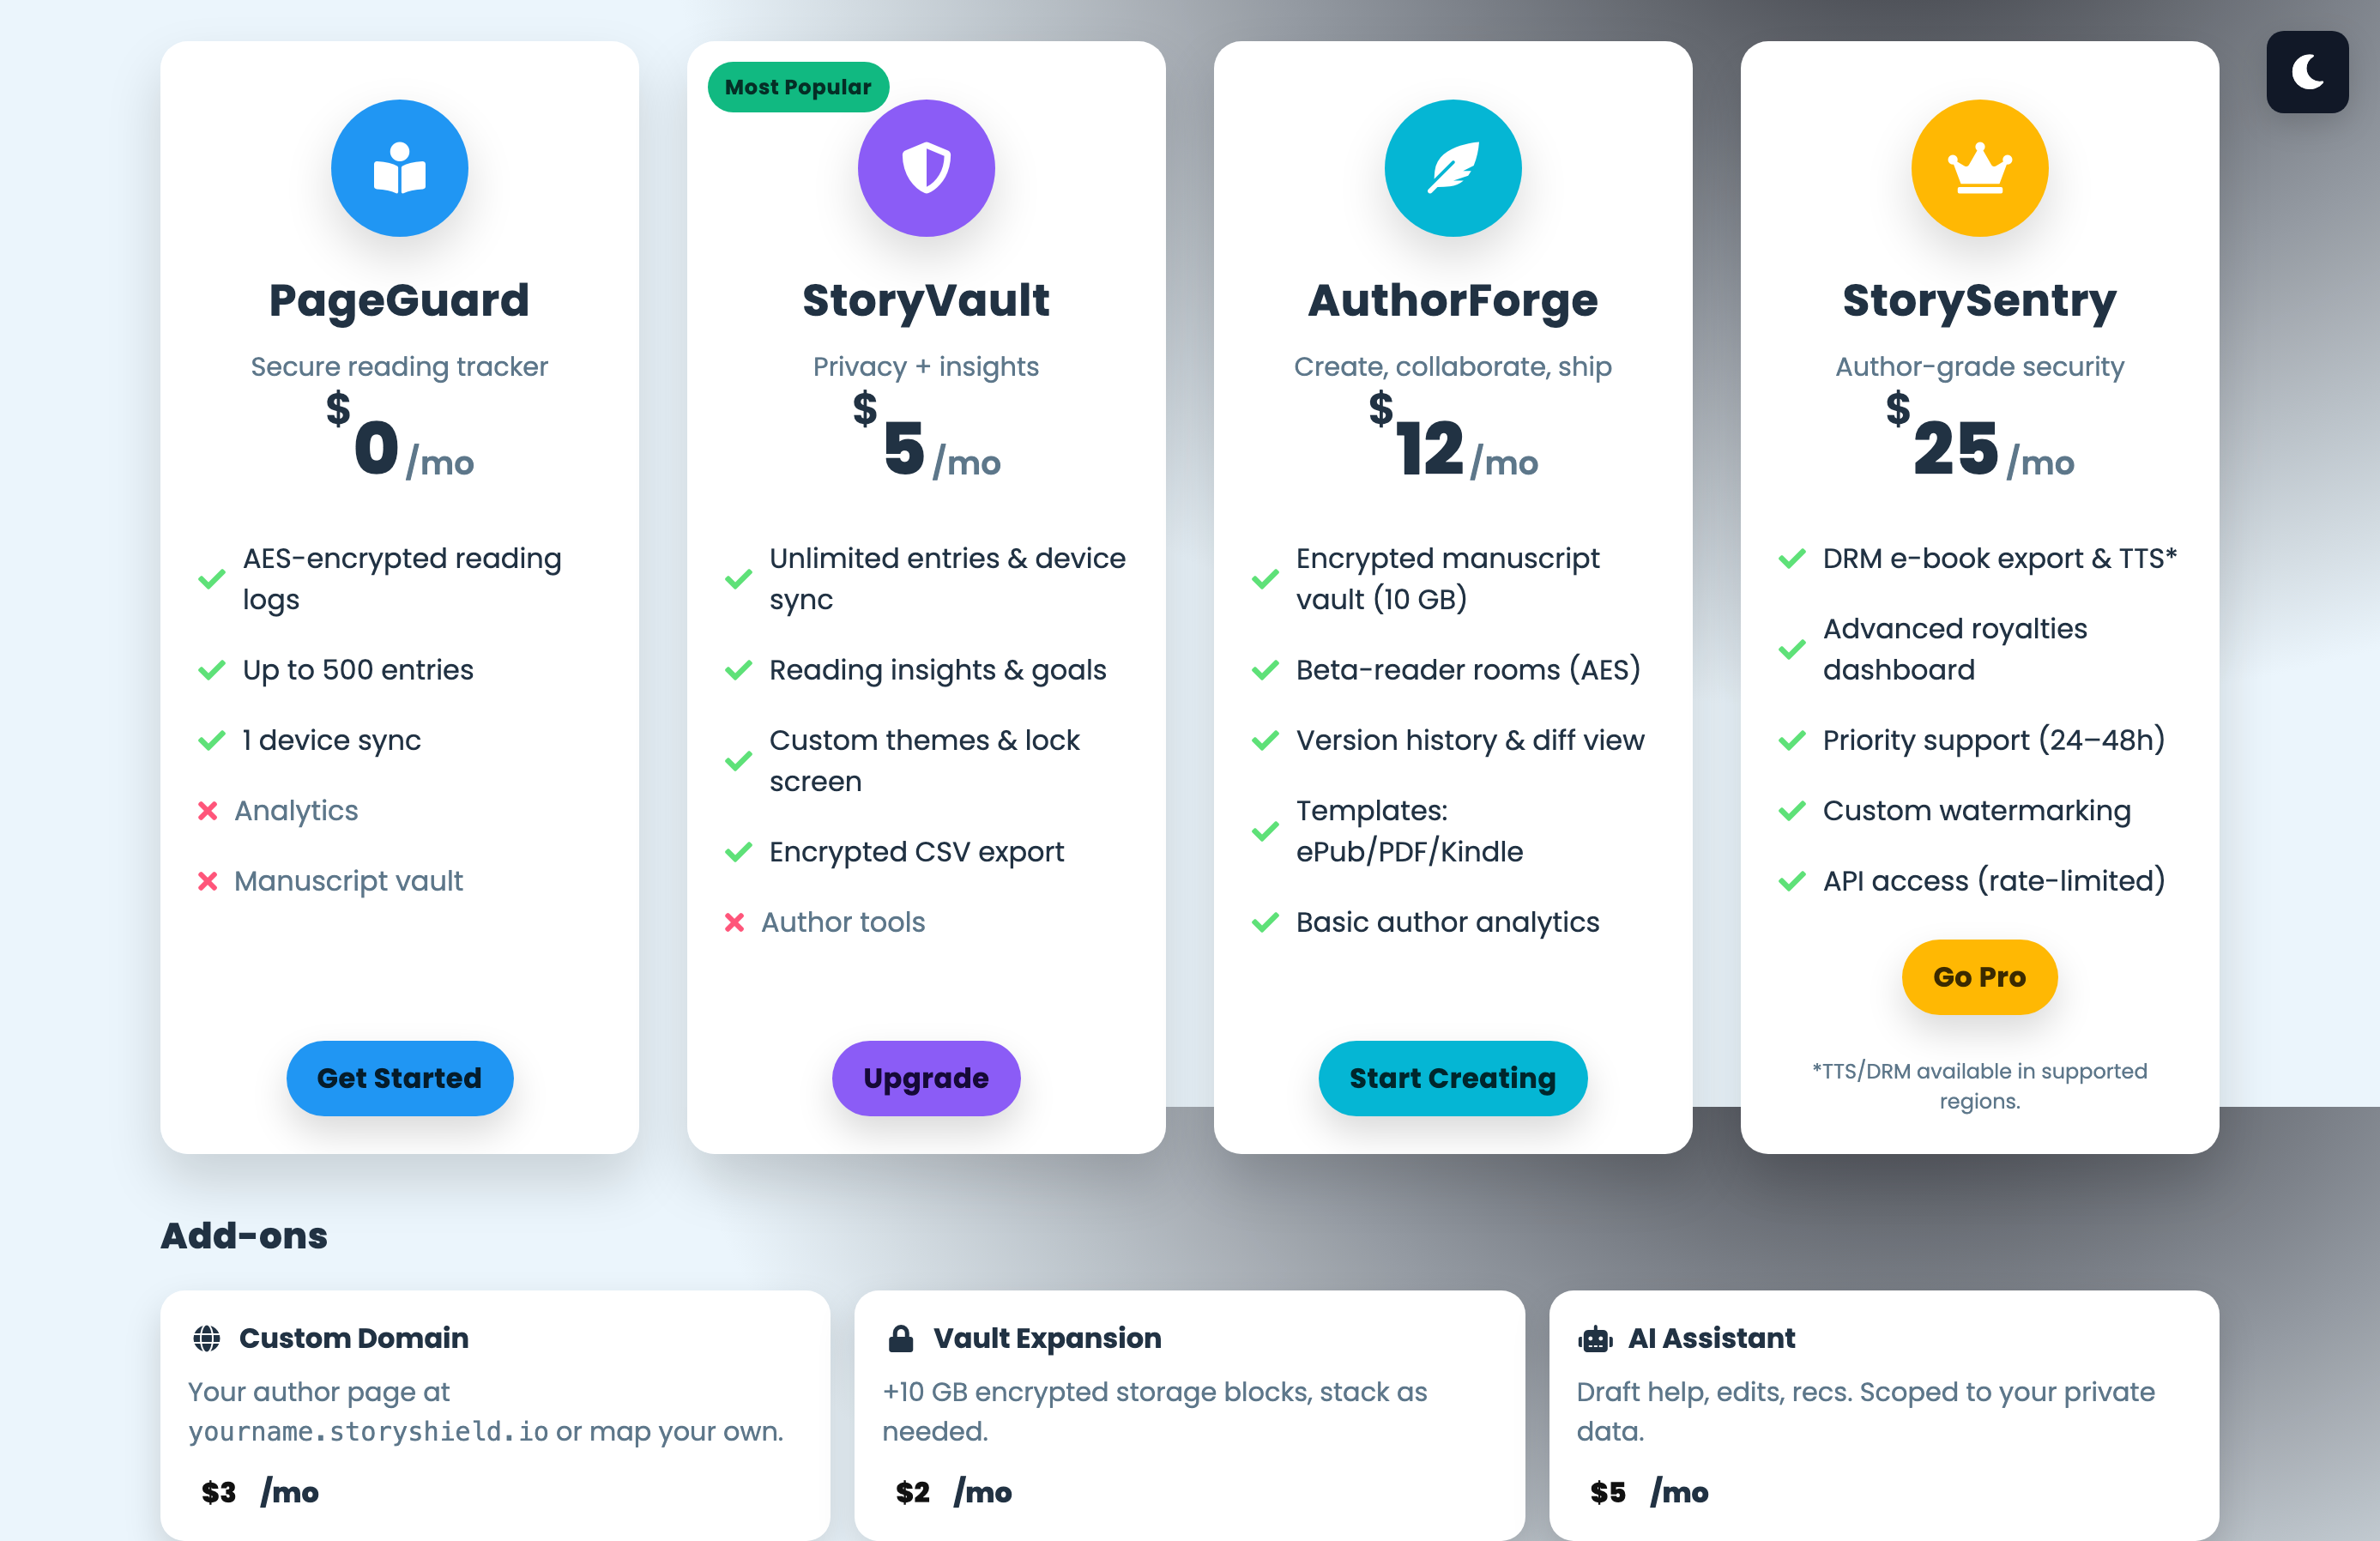 PageGuard
Secure reading tracker
$0/mo
AES-encrypted reading
logs
Up to 500 entries
1 device sync
Analytics
Manuscript vault
Get Started
Most Popular
StoryVault
Privacy + insights
$5/mo
Unlimited entries & device
sync
Reading insights & goals
Custom themes & lock
screen
Encrypted CSV export
Author tools
Upgrade
AuthorForge
Create, collaborate, ship
$12/mo
Encrypted manuscript
vault (10 GB)
Beta-reader rooms (AES)
Version history & diff view
Templates:
ePub/PDF/Kindle
Basic author analytics
Start Creating
StorySentry
Author-grade security
$25/mo
DRM e-book export & TTS*
Advanced royalties
dashboard
Priority support (24–48h)
Custom watermarking
API access (rate-limited)
Go Pro
*TTS/DRM available in supported
regions.
Add-ons
Custom Domain
Your author page at
yourname.storyshield.io or map your own.
$3 /mo
Vault Expansion
+10 GB encrypted storage blocks, stack as
needed.
$2 /mo
AI Assistant
Draft help, edits, recs. Scoped to your private
data.
$5 /mo